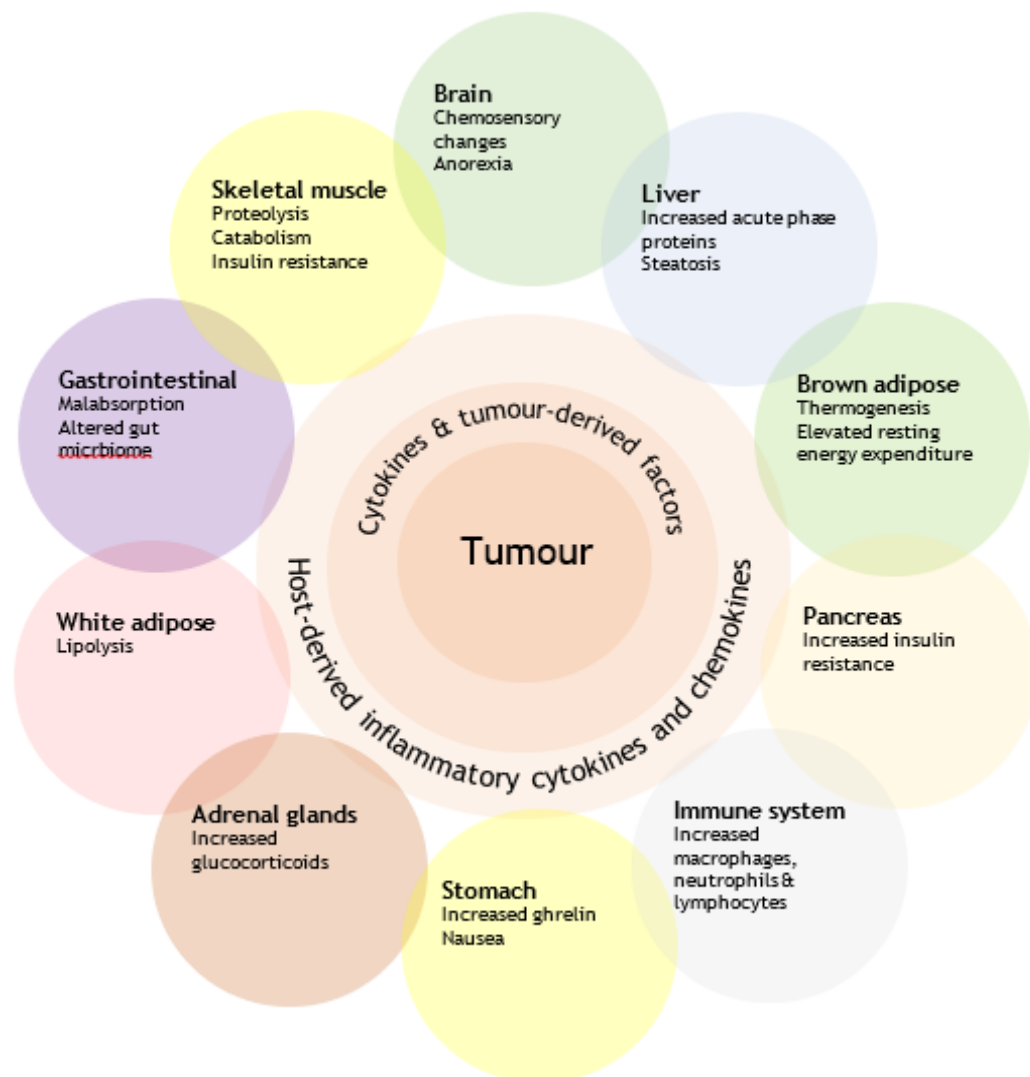 Brain
Chemosensory
changes
Anorexia
Liver
Increased acute phase
proteins
Steatosis
Brown adipose
Thermogenesis
Elevated resting
energy expenditure
Pancreas
Increased insulin
resistance
Immune system
Increased
macrophages,
neutrophils &
lymphocytes
Stomach
Increased ghrelin
Nausea
Adrenal glands
Increased
glucocorticoids
White adipose
Lipolysis
Gastrointestinal
Malabsorption
Altered gut
micrbiome
Skeletal muscle
Proteolysis
Catabolism
Insulin resistance
Cytokines & tumour-derived factors
Tumour
Host-derived inflammatory cytokines and chemokines